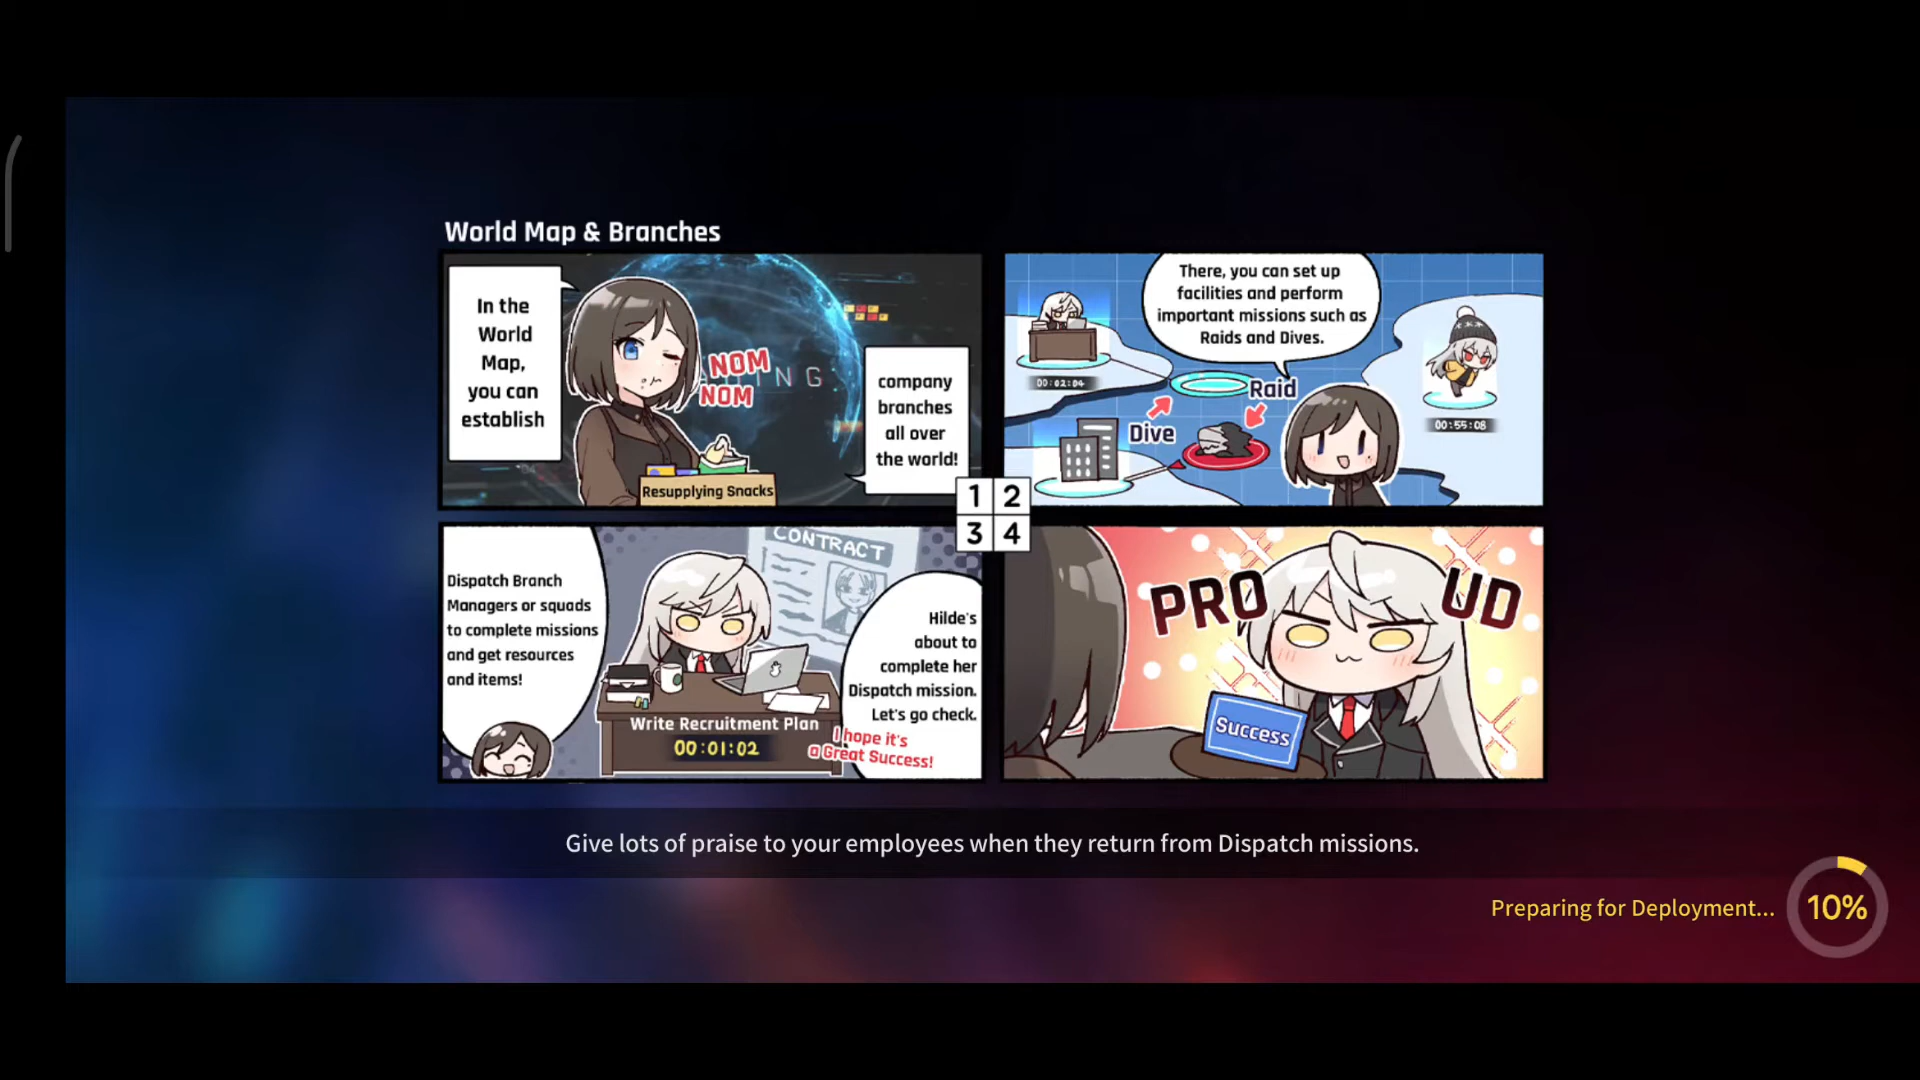 World Map & Branches
In the
World
Map,
you can
establish
NOM
NOM
company
branches
all over
the world!
Resupplying Snacks
There, you can set up
facilities and perform
important missions such as
Raids and Dives.
00:02:04
Raid
Dive
00:55:08
1 2
3 4
Dispatch Branch
Managers or squads
to complete missions
and get resources
and items!
CONTRACT
Write Recruitment Plan
00:01:02
Hilde's
about to
complete her
Dispatch mission.
Let's go check.
I hope it's
a Great Success!
PROUD
Success
Give lots of praise to your employees when they return from Dispatch missions.
Preparing for Deployment...
10%